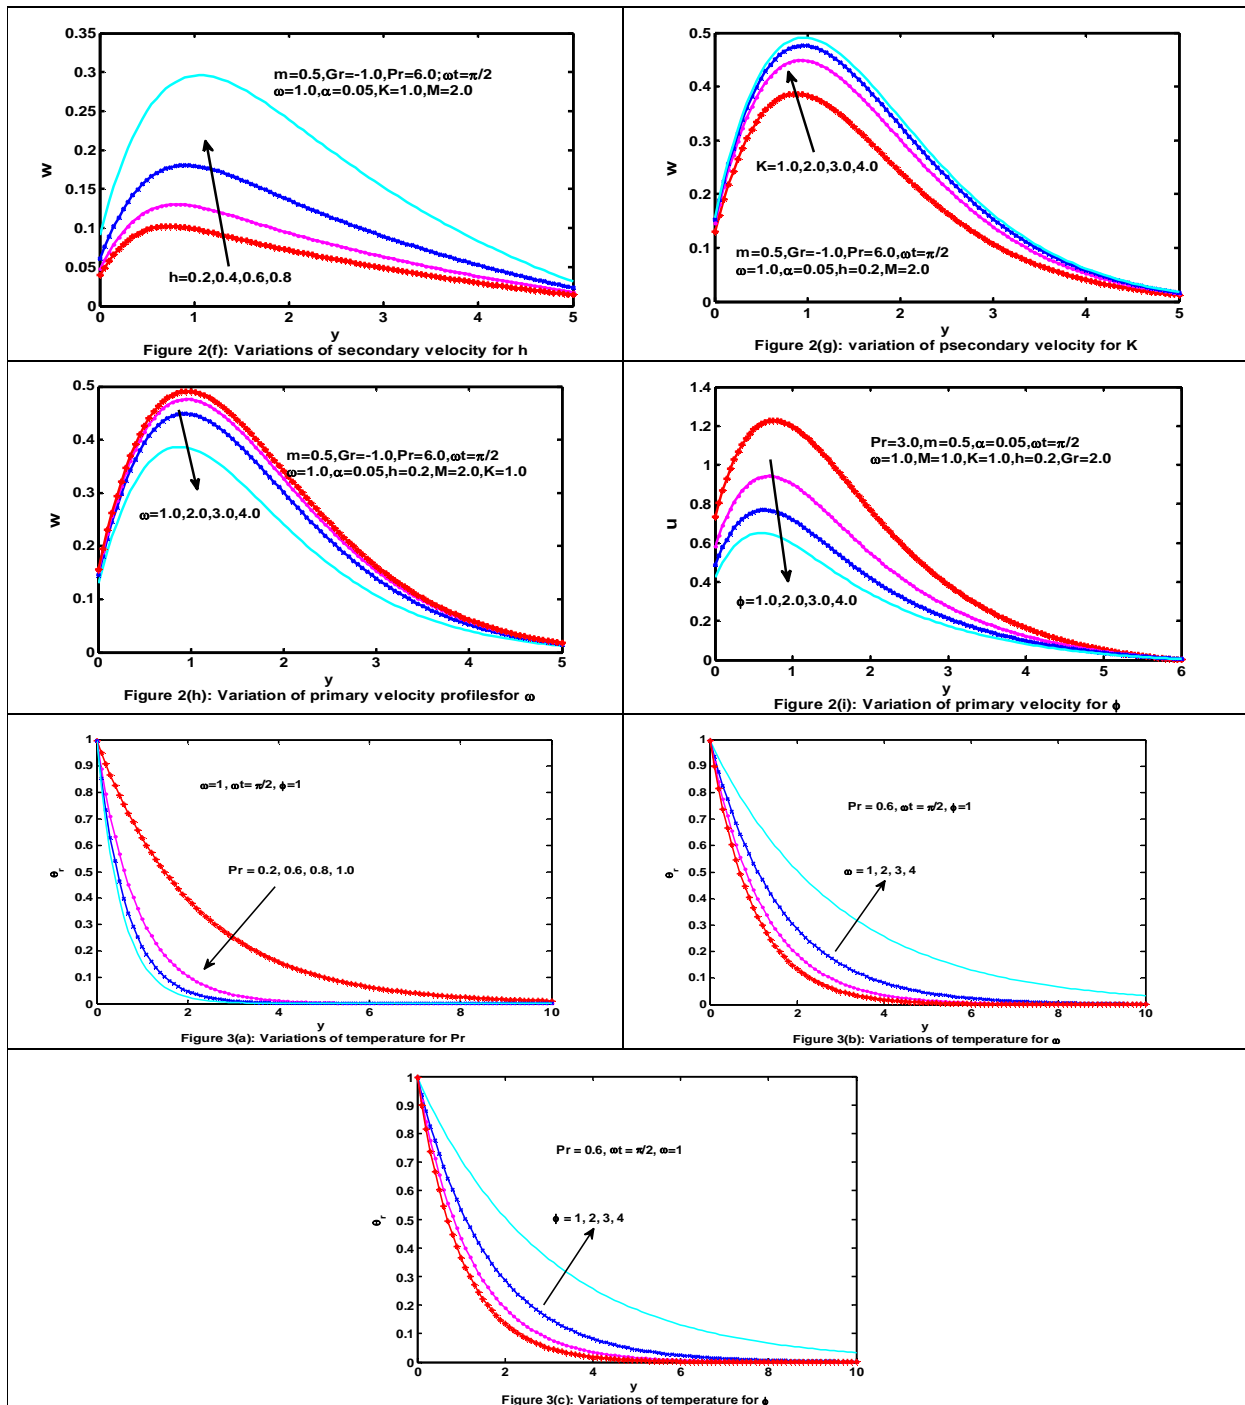 0.35
0.3
0.25
0.2
0.15
0.1
0.05
0
w
m=0.5,Gr=-1.0,Pr=6.0;ωt=π/2
ω=1.0,α=0.05,K=1.0,M=2.0
h=0.2,0.4,0.6,0.8
0 1 2 3 4 5
y
Figure 2(f): Variations of secondary velocity for h
0.5
0.4
0.3
0.2
0.1
0
w
K=1.0,2.0,3.0,4.0
m=0.5,Gr=-1.0,Pr=6.0,ωt=π/2
ω=1.0,α=0.05,h=0.2,M=2.0
0 1 2 3 4 5
y
Figure 2(g): variation of psecondary velocity for K
0.5
0.4
0.3
0.2
0.1
0
w
m=0.5,Gr=-1.0,Pr=6.0,ωt=π/2
ω=1.0,α=0.05,h=0.2,M=2.0,K=1.0
ω=1.0,2.0,3.0,4.0
0 1 2 3 4 5
y
Figure 2(h): Variation of primary velocity profilesfor ω
1.4
1.2
1
0.8
0.6
0.4
0.2
0
u
Pr=3.0,m=0.5,α=0.05,ωt=π/2
ω=1.0,M=1.0,K=1.0,h=0.2,Gr=2.0
ϕ=1.0,2.0,3.0,4.0
0 1 2 3 4 5 6
y
Figure 2(i): Variation of primary velocity for ϕ
1
0.9
0.8
0.7
0.6
0.5
0.4
0.3
0.2
0.1
0
θr
ω=1, ωt= π/2, ϕ=1
Pr = 0.2, 0.6, 0.8, 1.0
0 2 4 6 8 10
y
Figure 3(a): Variations of temperature for Pr
1
0.9
0.8
0.7
0.6
0.5
0.4
0.3
0.2
0.1
0
θr
Pr = 0.6, ωt = π/2, ϕ=1
ω = 1, 2, 3, 4
0 2 4 6 8 10
y
Figure 3(b): Variations of temperature for ω
1
0.9
0.8
0.7
0.6
0.5
0.4
0.3
0.2
0.1
0
θr
Pr = 0.6, ωt = π/2, ω=1
ϕ = 1, 2, 3, 4
0 2 4 6 8 10
y
Figure 3(c): Variations of temperature for ϕ